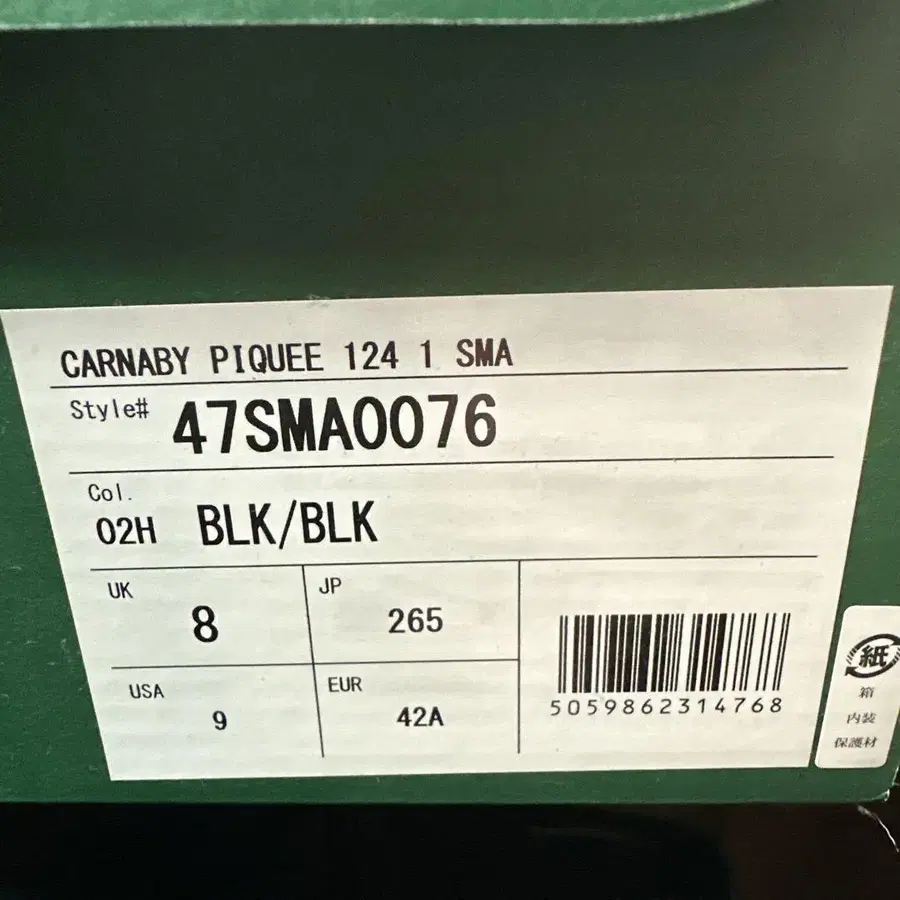 CARNABY PIQUEE 124 1 SMA
Style# 47SMA0076
Col.
02H BLK/BLK
UK
8
JP
265
USA
9
EUR
42A
5059862314768
紙
箱
内装
保護材